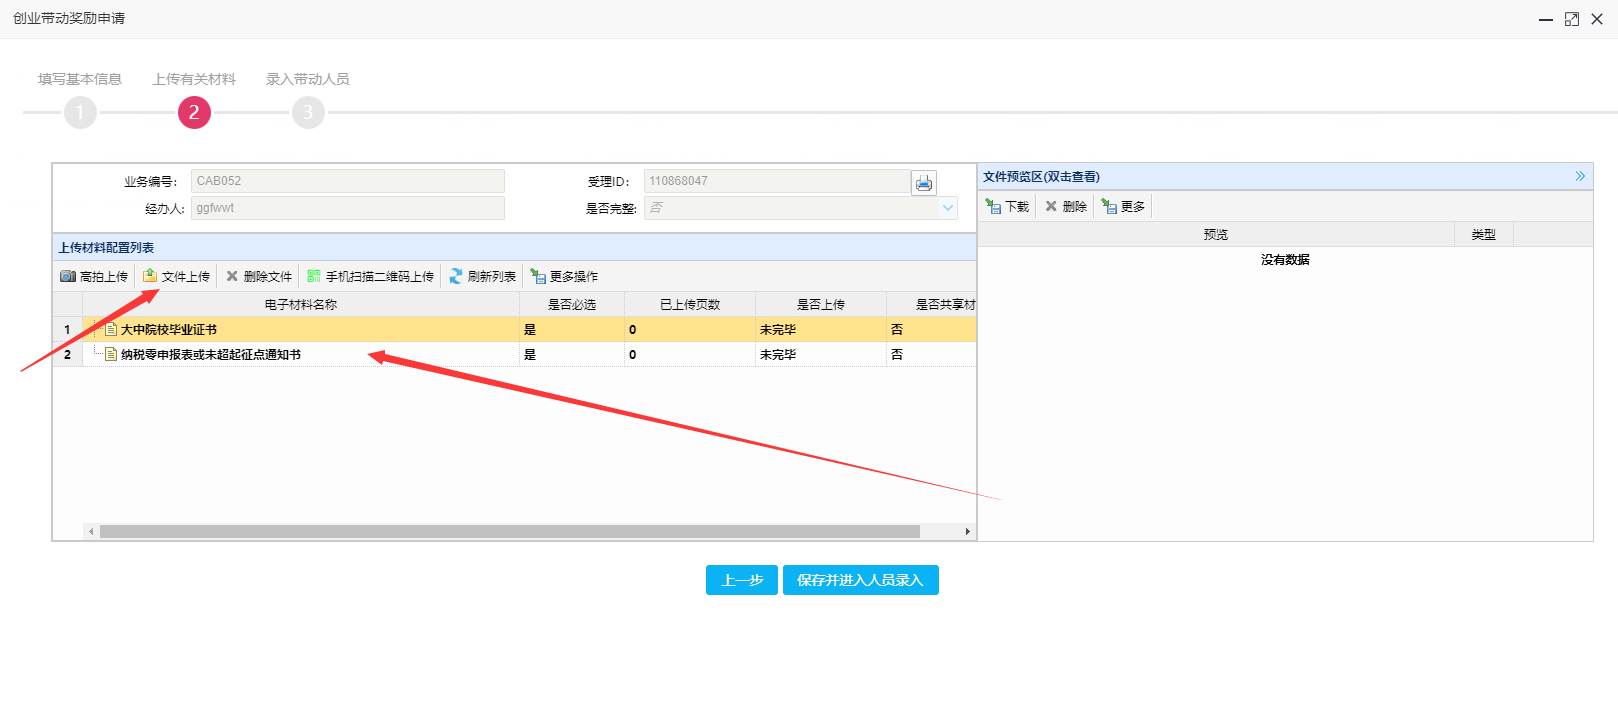 创业带动奖励申请
填写基本信息 上传有关材料 录入带动人员
1 2 3
业务编号: CAB052 受理ID: 110868047
经办人: ggfwwt 是否完整: 否
文件预览区(双击查看)
下载 删除 更多
预览 类型
没有数据
上传材料配置列表
高拍上传 文件上传 删除文件 手机扫描二维码上传 刷新列表 更多操作
电子材料名称 是否必选 已上传页数 是否上传 是否共享材
1 大中院校毕业证书 是 0 未完毕 否
2 纳税零申报表或未超起征点通知书 是 0 未完毕 否
上一步 保存并进入人员录入